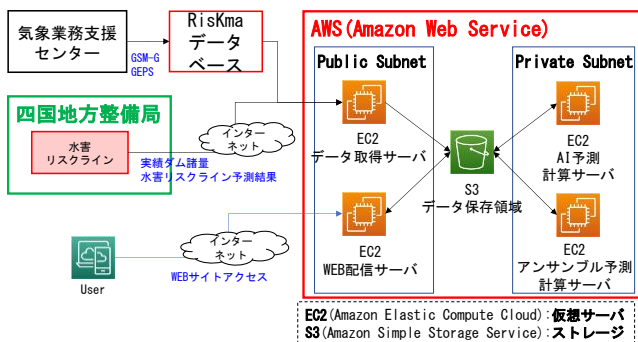 気象業務支援
センター
GSM-G
GEPS
RisKma
データ
ベース
四国地方整備局
水害
リスクライン
インター
ネット
実績ダム諸量
水害リスクライン予測結果
User
インター
ネット
WEBサイトアクセス
AWS(Amazon Web Service)
Public Subnet
EC2
データ取得サーバ
EC2
WEB配信サーバ
S3
データ保存領域
Private Subnet
EC2
AI予測
計算サーバ
EC2
アンサンブル予測
計算サーバ
EC2(Amazon Elastic Compute Cloud):仮想サーバ
S3(Amazon Simple Storage Service):ストレージ